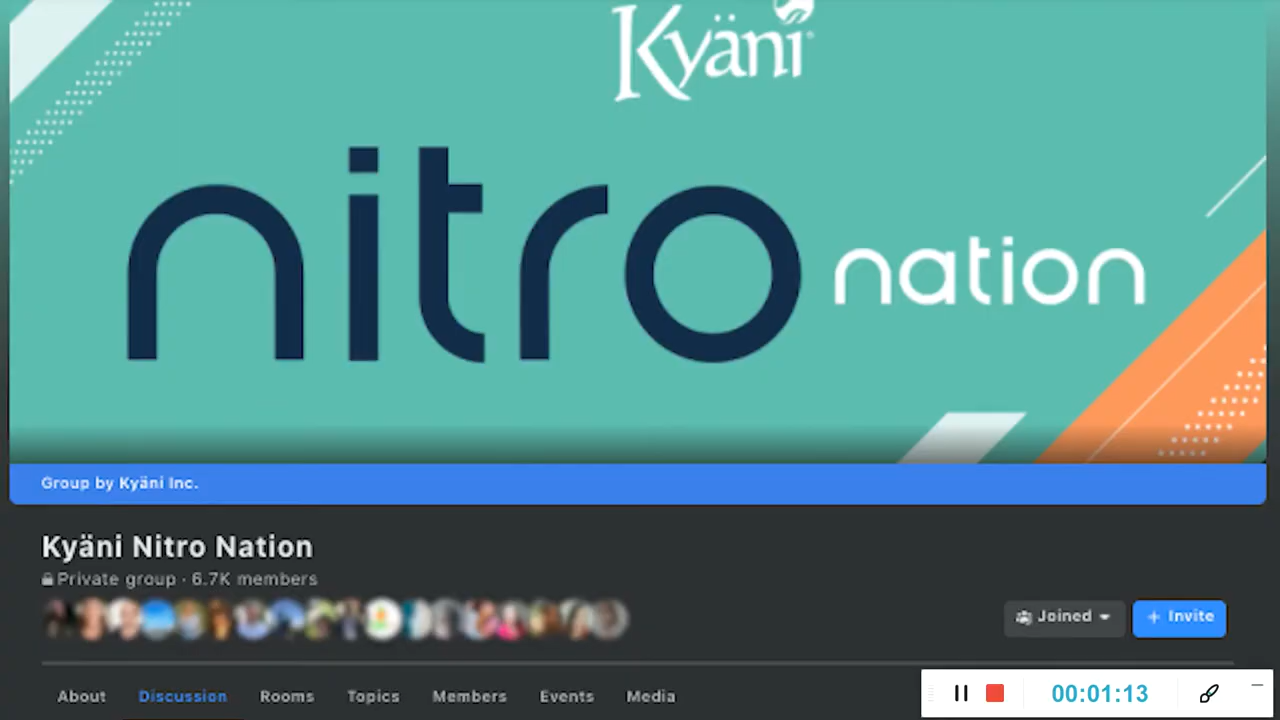 Kyäni
nitro nation
Group by Kyäni Inc.
Kyäni Nitro Nation
Private group · 6.7K members
Joined
+ Invite
About Discussion Rooms Topics Members Events Media
00:01:13